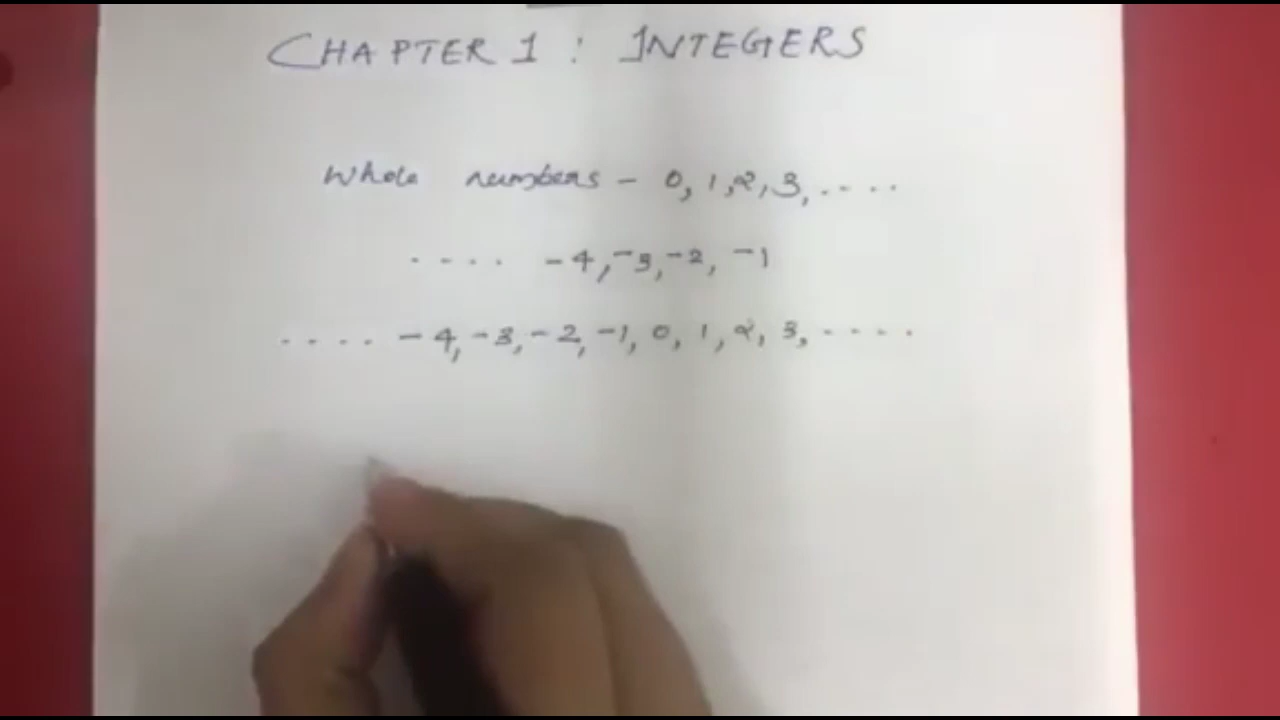 CHAPTER 1 : INTEGERS
Whole numbers - 0, 1, 2, 3, ....
.... -4, -3, -2, -1
.... -4, -3, -2, -1, 0, 1, 2, 3, ....